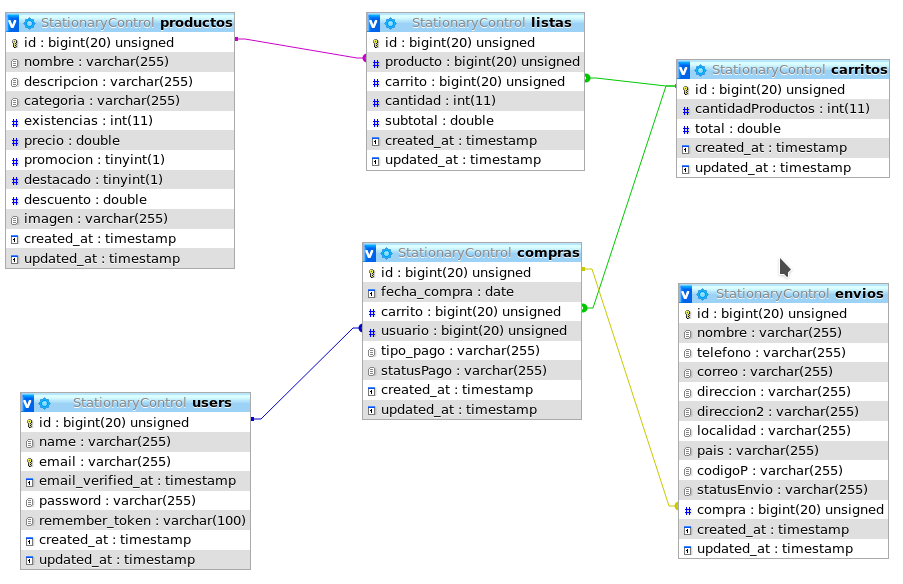 StationaryControl productos
id : bigint(20) unsigned
nombre : varchar(255)
descripcion : varchar(255)
categoria : varchar(255)
existencias : int(11)
precio : double
promocion : tinyint(1)
destacado : tinyint(1)
descuento : double
imagen : varchar(255)
created_at : timestamp
updated_at : timestamp
StationaryControl listas
id : bigint(20) unsigned
producto : bigint(20) unsigned
carrito : bigint(20) unsigned
cantidad : int(11)
subtotal : double
created_at : timestamp
updated_at : timestamp
StationaryControl carritos
id : bigint(20) unsigned
cantidadProductos : int(11)
total : double
created_at : timestamp
updated_at : timestamp
StationaryControl compras
id : bigint(20) unsigned
fecha_compra : date
carrito : bigint(20) unsigned
usuario : bigint(20) unsigned
tipo_pago : varchar(255)
statusPago : varchar(255)
created_at : timestamp
updated_at : timestamp
StationaryControl envios
id : bigint(20) unsigned
nombre : varchar(255)
telefono : varchar(255)
correo : varchar(255)
direccion : varchar(255)
direccion2 : varchar(255)
localidad : varchar(255)
pais : varchar(255)
codigoP : varchar(255)
statusEnvio : varchar(255)
compra : bigint(20) unsigned
created_at : timestamp
updated_at : timestamp
StationaryControl users
id : bigint(20) unsigned
name : varchar(255)
email : varchar(255)
email_verified_at : timestamp
password : varchar(255)
remember_token : varchar(100)
created_at : timestamp
updated_at : timestamp